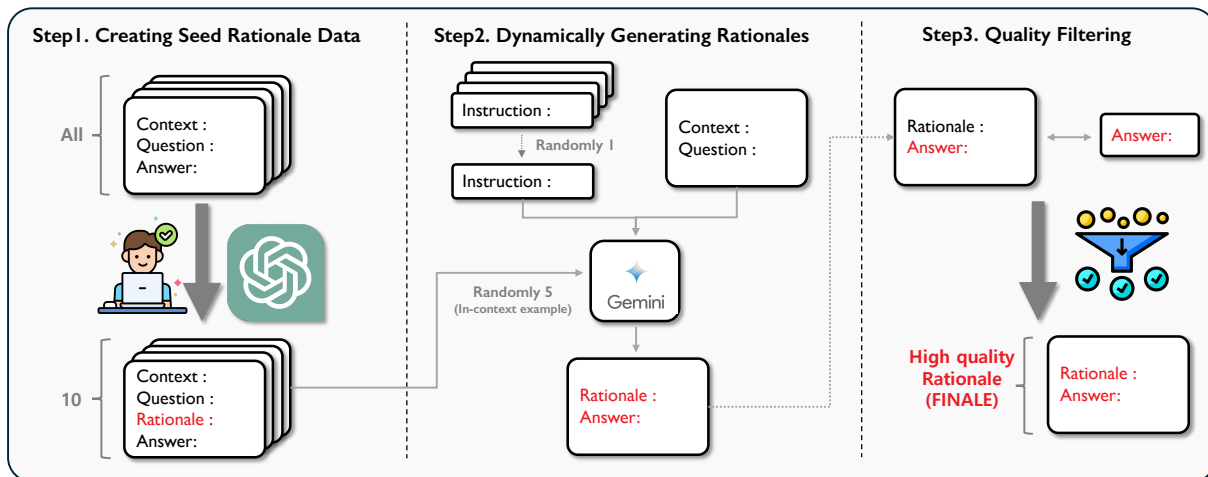 Step1. Creating Seed Rationale Data
All
Context :
Question :
Answer:
10
Context :
Question :
Rationale :
Answer:
Step2. Dynamically Generating Rationales
Instruction :
Randomly 1
Instruction :
Context :
Question :
Randomly 5
(In-context example)
Gemini
Rationale :
Answer:
Step3. Quality Filtering
Rationale :
Answer:
Answer:
High quality
Rationale
(FINALE)
Rationale :
Answer: